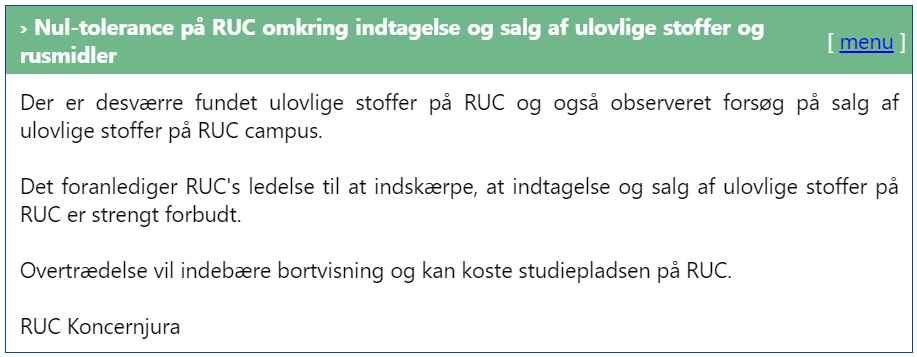 › Nul-tolerance på RUC omkring indtagelse og salg af ulovlige stoffer og
rusmidler
[ menu ]
Der er desværre fundet ulovlige stoffer på RUC og også observeret forsøg på salg af
ulovlige stoffer på RUC campus.
Det foranlediger RUC's ledelse til at indskærpe, at indtagelse og salg af ulovlige stoffer på
RUC er strengt forbudt.
Overtrædelse vil indebære bortvisning og kan koste studiepladsen på RUC.
RUC Koncernjura